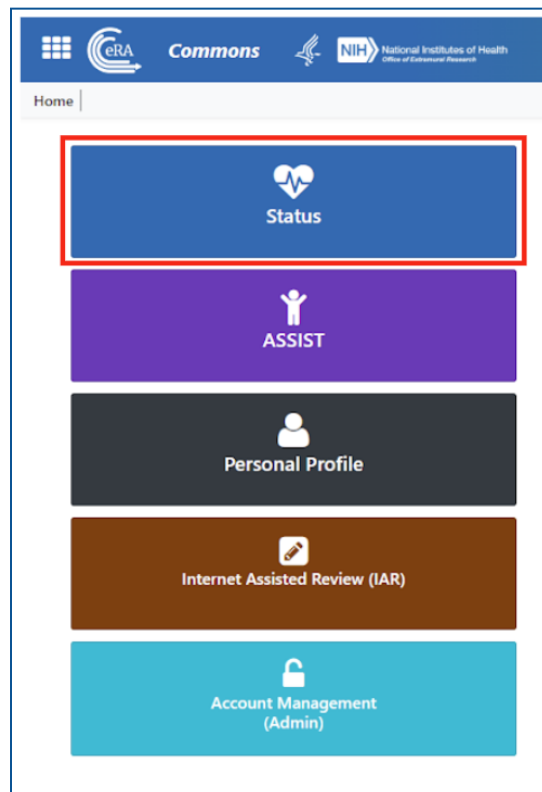 eRA
Commons
NIH National Institutes of Health
Office of Extramural Research
Home
Status
ASSIST
Personal Profile
Internet Assisted Review (IAR)
Account Management
(Admin)